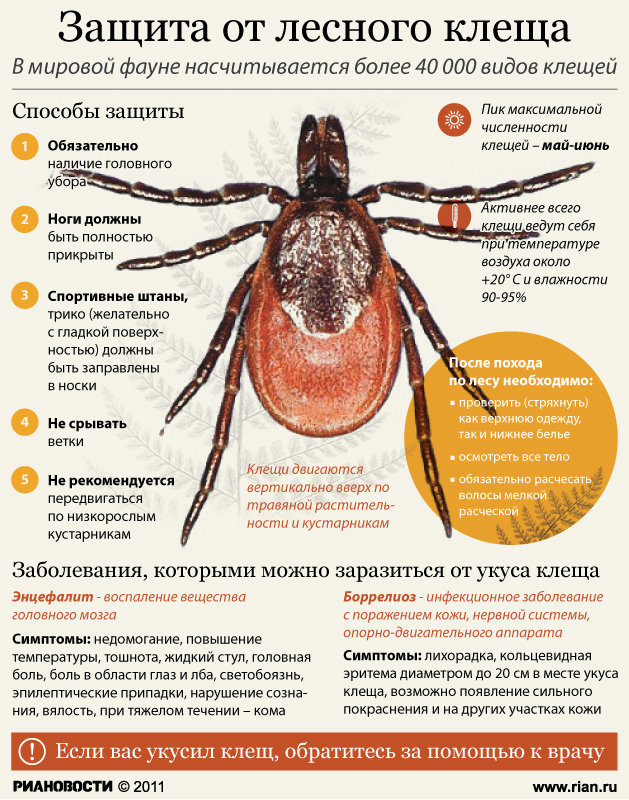 Защита от лесного клеща
В мировой фауне насчитывается более 40 000 видов клещей
Способы защиты
1
Обязательно
наличие головного
убора
2
Ноги должны
быть полностью
прикрыты
3
Спортивные штаны,
трико (желательно
с гладкой поверх-
ностью) должны
быть заправлены
в носки
4
Не срывать
ветки
5
Не рекомендуется
передвигаться
по низкорослым
кустарникам
Пик максимальной
численности
клещей – май-июнь
Активнее всего
клещи ведут себя
при температуре
воздуха около
+20° С и влажности
90-95%
После похода
по лесу необходимо:
▪ проверить (стряхнуть)
как верхнюю одежду,
так и нижнее белье
▪ осмотреть все тело
▪ обязательно расчесать
волосы мелкой
расческой
Клещи двигаются
вертикально вверх по
травяной раститель-
ности и кустарникам
Заболевания, которыми можно заразиться от укуса клеща
Энцефалит - воспаление вещества
головного мозга
Симптомы: недомогание, повышение
температуры, тошнота, жидкий стул, головная
боль, боль в области глаз и лба, светобоязнь,
эпилептические припадки, нарушение созна-
ния, вялость, при тяжелом течении – кома
Боррелиоз - инфекционное заболевание
с поражением кожи, нервной системы,
опорно-двигательного аппарата
Симптомы: лихорадка, кольцевидная
эритема диаметром до 20 см в месте укуса
клеща, возможно появление сильного
покраснения и на других участках кожи
! Если вас укусил клещ, обратитесь за помощью к врачу
РИАНОВОСТИ © 2011
www.rian.ru